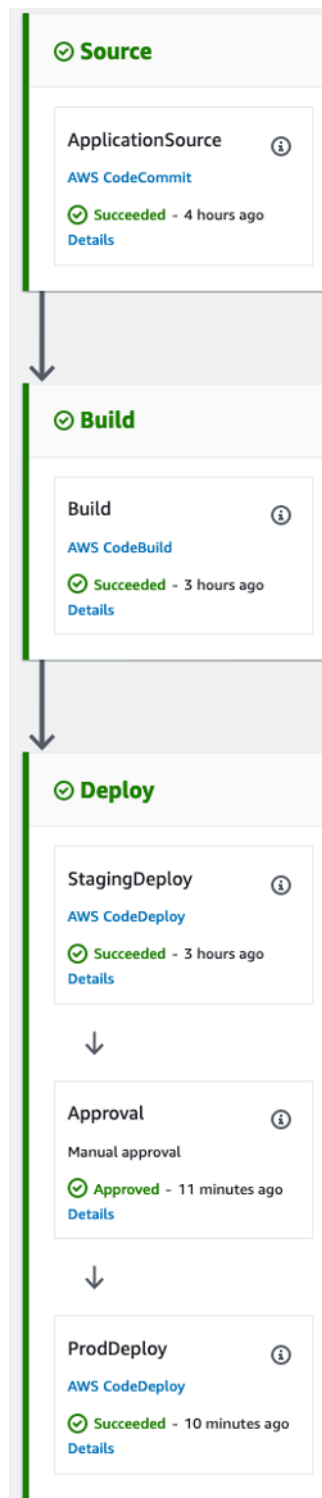 Source
ApplicationSource
AWS CodeCommit
Succeeded - 4 hours ago
Details
Build
Build
AWS CodeBuild
Succeeded - 3 hours ago
Details
Deploy
StagingDeploy
AWS CodeDeploy
Succeeded - 3 hours ago
Details
Approval
Manual approval
Approved - 11 minutes ago
Details
ProdDeploy
AWS CodeDeploy
Succeeded - 10 minutes ago
Details